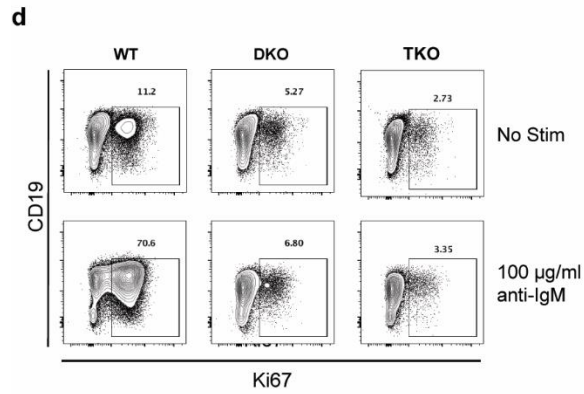 d
WT DKO TKO
11.2 5.27 2.73
No Stim
CD19
70.6 6.80 3.35
100 µg/ml
anti-IgM
Ki67